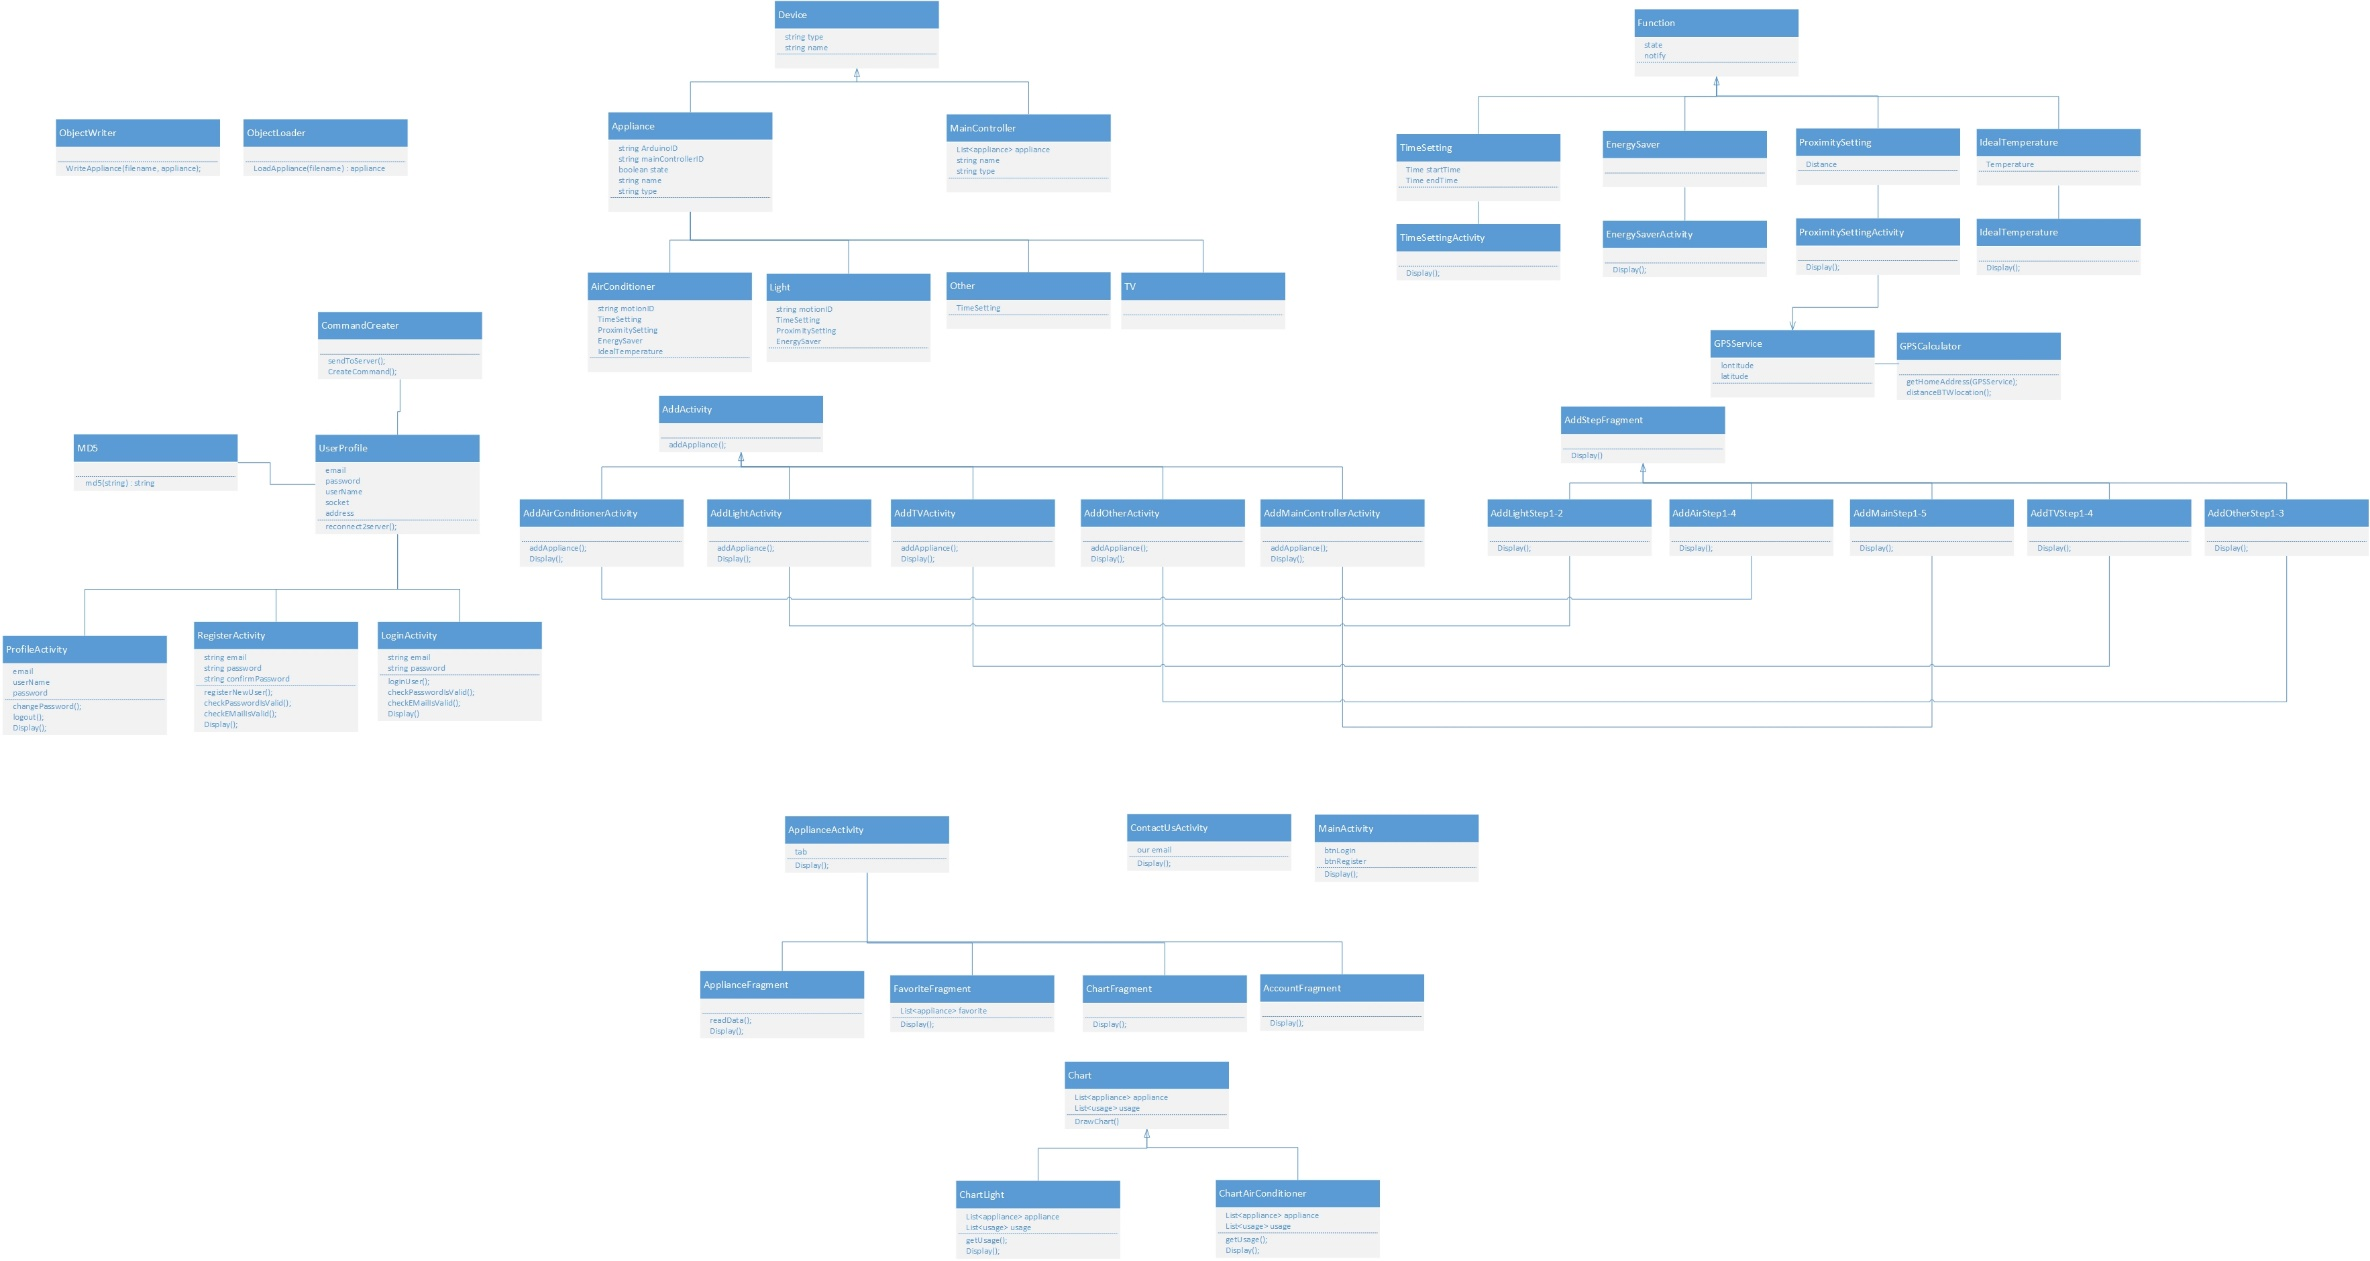 Device
string type
string name
Function
state
notify
ObjectWriter
WriteAppliance(filename, appliance);
ObjectLoader
LoadAppliance(filename) : appliance
Appliance
string ArduinoID
string mainControllerID
boolean state
string name
string type
MainController
List<appliance> appliance
string name
string type
TimeSetting
Time startTime
Time endTime
EnergySaver
ProximitySetting
Distance
IdealTemperature
Temperature
TimeSettingActivity
Display();
EnergySaverActivity
Display();
ProximitySettingActivity
Display();
IdealTemperature
Display();
AirConditioner
string motionID
TimeSetting
ProximitySetting
EnergySaver
IdealTemperature
Light
string motionID
TimeSetting
ProximitySetting
EnergySaver
Other
TimeSetting
TV
CommandCreater
sendToServer();
CreateCommand();
GPSService
lontitude
latitude
GPSCalculator
getHomeAddress(GPSService);
distanceBTWlocation();
AddActivity
addAppliance();
AddStepFragment
Display()
MD5
md5(string) : string
UserProfile
email
password
userName
socket
address
reconnect2server();
AddAirConditionerActivity
addAppliance();
Display();
AddLightActivity
addAppliance();
Display();
AddTVActivity
addAppliance();
Display();
AddOtherActivity
addAppliance();
Display();
AddMainControllerActivity
addAppliance();
Display();
AddLightStep1-2
Display();
AddAirStep1-4
Display();
AddMainStep1-5
Display();
AddTVStep1-4
Display();
AddOtherStep1-3
Display();
ProfileActivity
email
userName
password
changePassword();
logout();
Display();
RegisterActivity
string email
string password
string confirmPassword
registerNewUser();
checkPasswordIsValid();
checkEMailIsValid();
Display();
LoginActivity
string email
string password
loginUser();
checkPasswordIsValid();
checkEMailIsValid();
Display()
ApplianceActivity
tab
Display();
ContactUsActivity
our email
Display();
MainActivity
btnLogin
btnRegister
Display();
ApplianceFragment
readData();
Display();
FavoriteFragment
List<appliance> favorite
Display();
ChartFragment
Display();
AccountFragment
Display();
Chart
List<appliance> appliance
List<usage> usage
DrawChart()
ChartLight
List<appliance> appliance
List<usage> usage
getUsage();
Display();
ChartAirConditioner
List<appliance> appliance
List<usage> usage
getUsage();
Display();